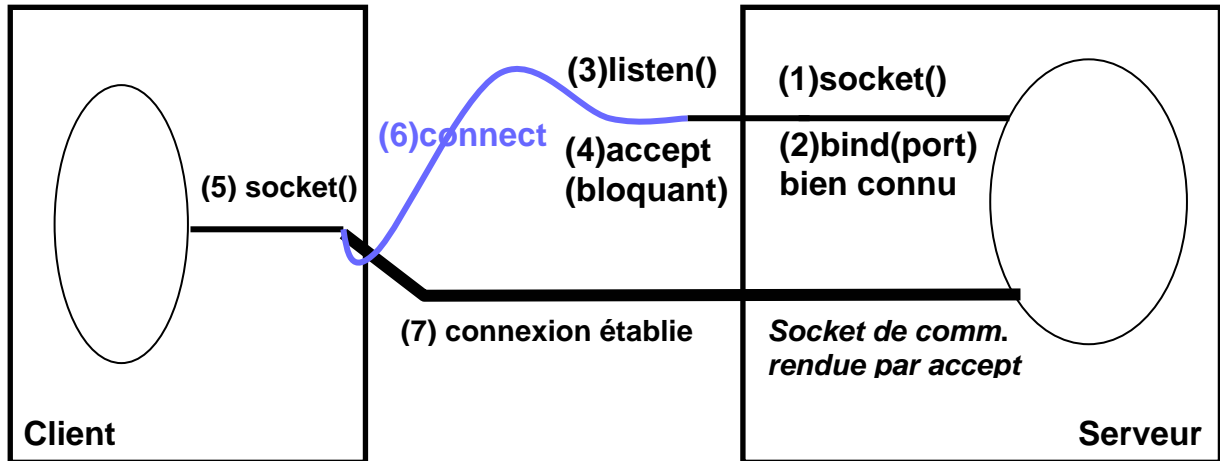 (3)listen()
(1)socket()
(6)connect
(4)accept
(bloquant)
(2)bind(port)
bien connu
(5) socket()
(7) connexion établie
Socket de comm.
rendue par accept
Client
Serveur